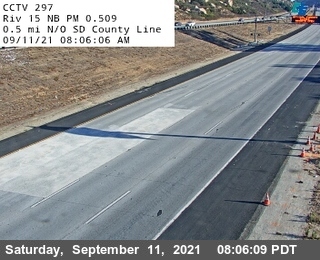 CCTV 297
Riv 15 NB PM 0.509
0.5 mi N/O SD County Line
09/11/21 08:06:06 AM
Saturday, September 11, 2021 08:06:09 PDT